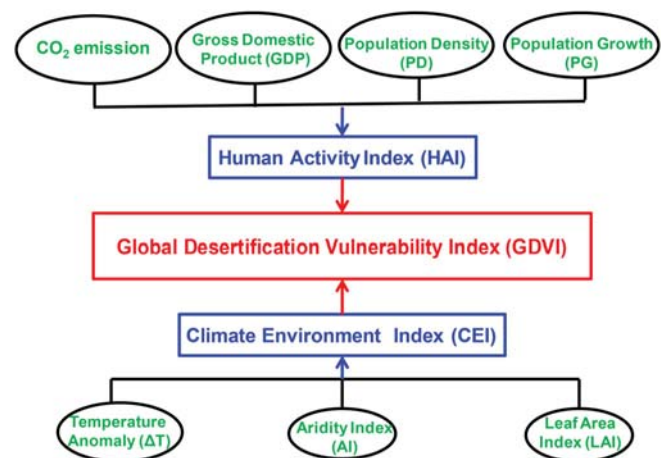 CO₂ emission
Gross Domestic
Product (GDP)
Population Density
(PD)
Population Growth
(PG)
Human Activity Index (HAI)
Global Desertification Vulnerability Index (GDVI)
Climate Environment Index (CEI)
Temperature
Anomaly (ΔT)
Aridity Index
(AI)
Leaf Area
Index (LAI)